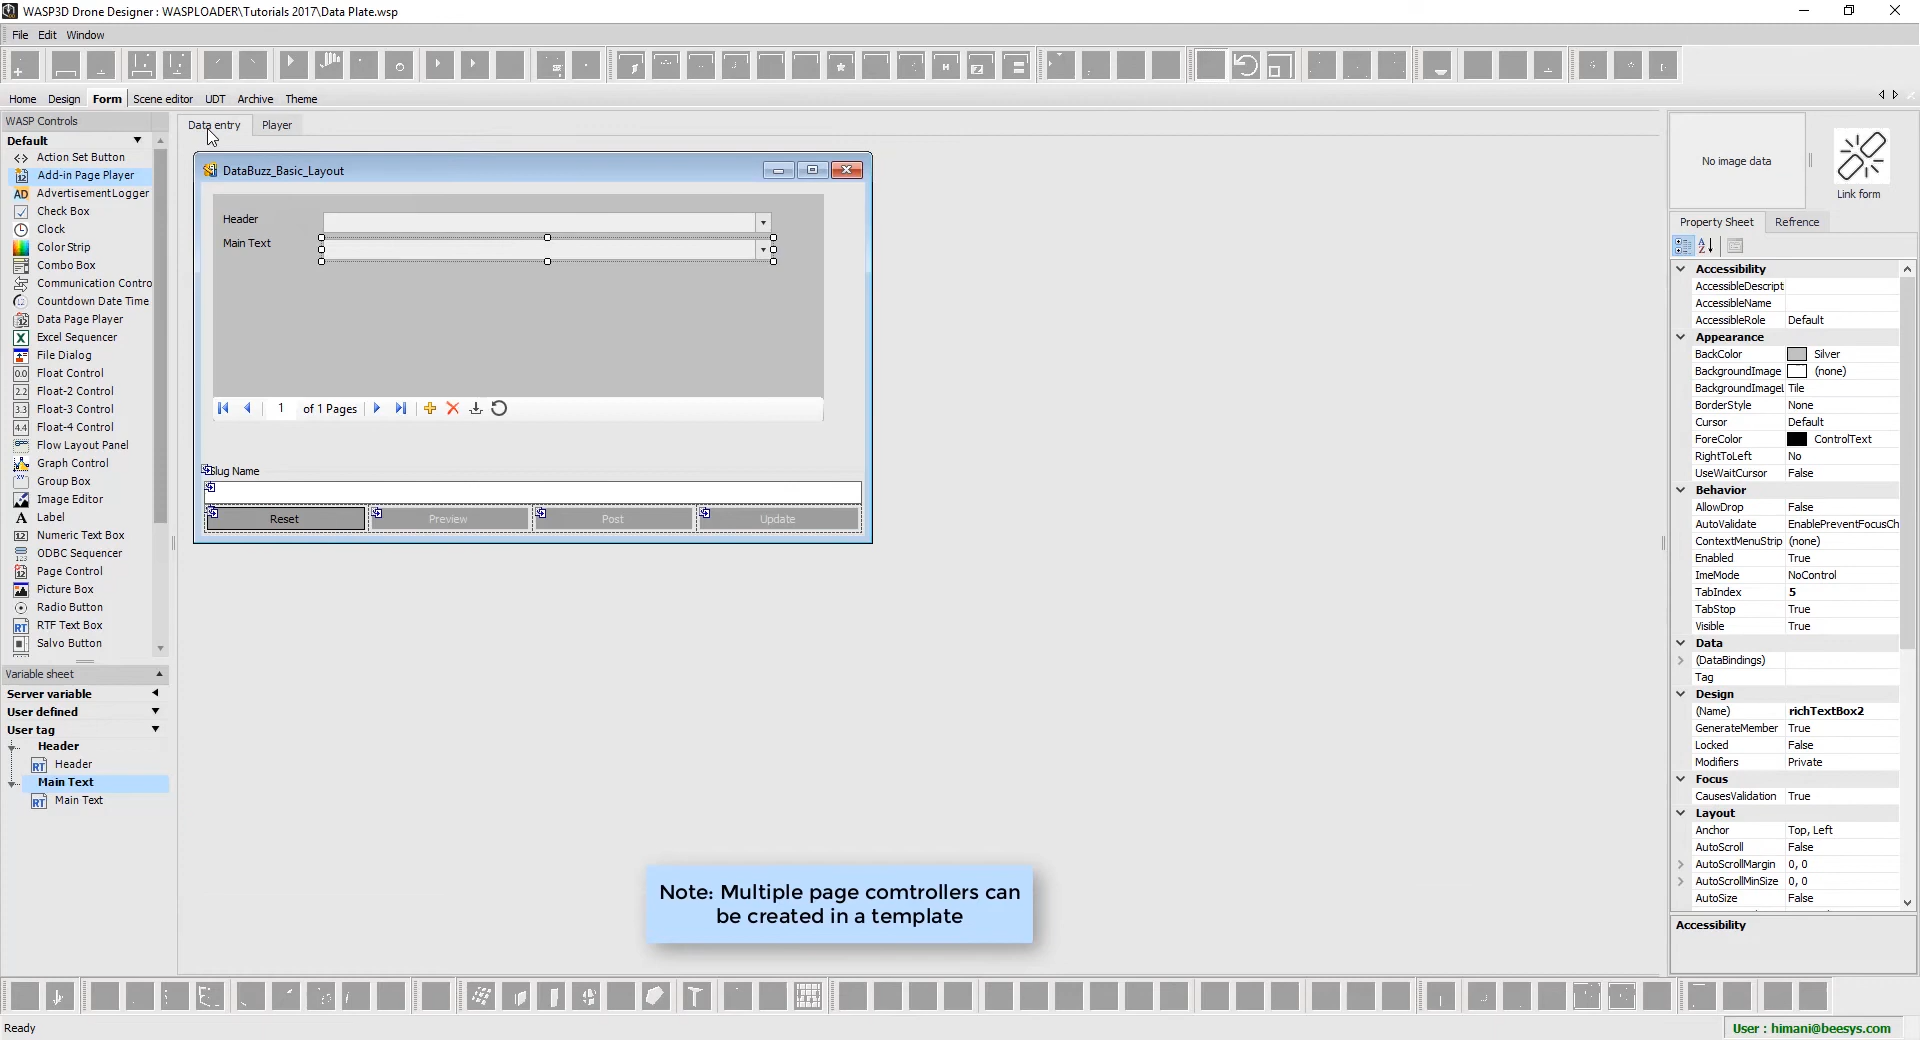 WASP3D Drone Designer : WASPLOADER\Tutorials 2017\Data Plate.wsp
File Edit Window
Home Design Form Scene editor UDT Archive Theme
WASP Controls
Default
Action Set Button
Add-in Page Player
AdvertisementLogger
Check Box
Clock
Color Strip
Combo Box
Communication Contro
Countdown Date Time
Data Page Player
Excel Sequencer
File Dialog
Float Control
Float-2 Control
Float-3 Control
Float-4 Control
Flow Layout Panel
Graph Control
Group Box
Image Editor
Label
Numeric Text Box
ODBC Sequencer
Page Control
Picture Box
Radio Button
RTF Text Box
Salvo Button
Variable sheet
Server variable
User defined
User tag
Header
Header
Main Text
Main Text
Data entry Player
DataBuzz_Basic_Layout
Header
Main Text
1 of 1 Pages
Slug Name
Reset Preview Post Update
Note: Multiple page comtrollers can
be created in a template
No image data
Link form
Property Sheet Refrence
Accessibility
AccessibleDescript
AccessibleName
AccessibleRole Default
Appearance
BackColor Silver
BackgroundImage (none)
BackgroundImageL Tile
BorderStyle None
Cursor Default
ForeColor ControlText
RightToLeft No
UseWaitCursor False
Behavior
AllowDrop False
AutoValidate EnablePreventFocusCh
ContextMenuStrip (none)
Enabled True
ImeMode NoControl
TabIndex 5
TabStop True
Visible True
Data
(DataBindings)
Tag
Design
(Name) richTextBox2
GenerateMember True
Locked False
Modifiers Private
Focus
CausesValidation True
Layout
Anchor Top, Left
AutoScroll False
AutoScrollMargin 0, 0
AutoScrollMinSize 0, 0
AutoSize False
Accessibility
Ready
User : himani@beesys.com